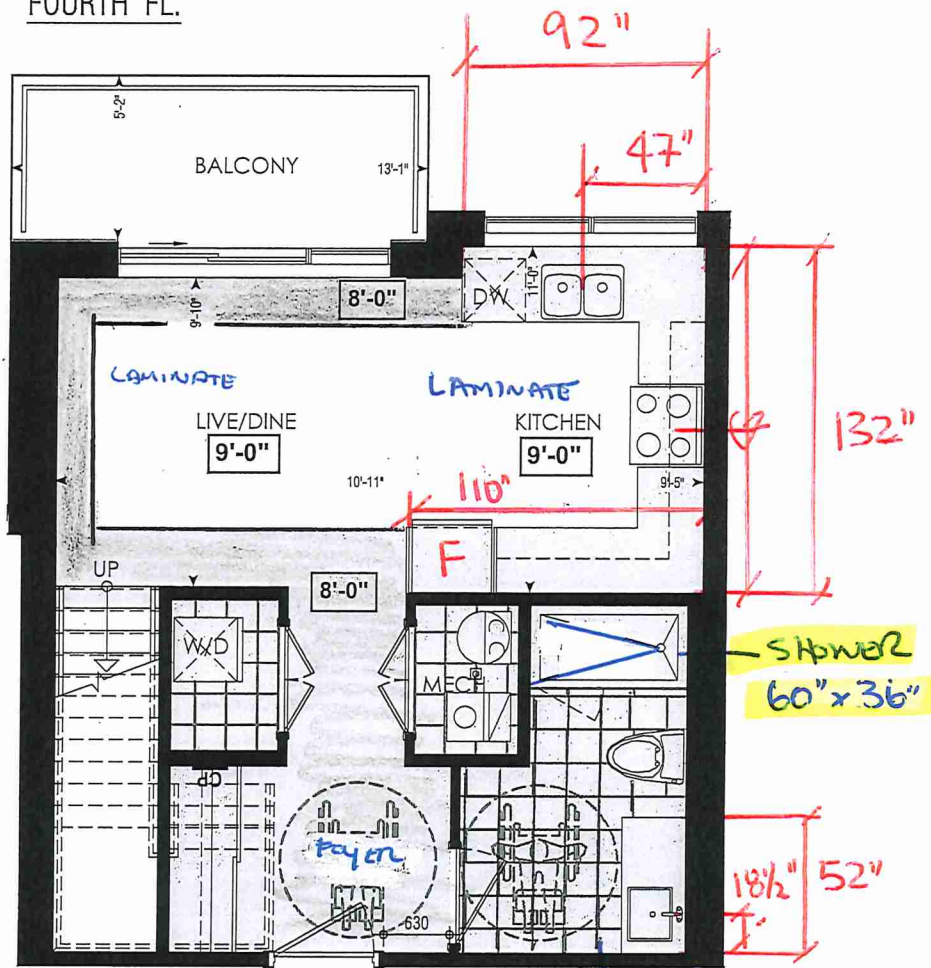 FOURTH FL.
92"
47"
5'-2"
BALCONY
13'-1"
DW
11'-0"
8'-0"
9'-10"
LAMINATE
LAMINATE
LIVE/DINE
KITCHEN
9'-0"
9'-0"
132"
10'-11"
110"
9'-5"
F
UP
8'-0"
W/D
MECH
SHOWER
60" x 36"
CP
FOYER
630
18½"
52"